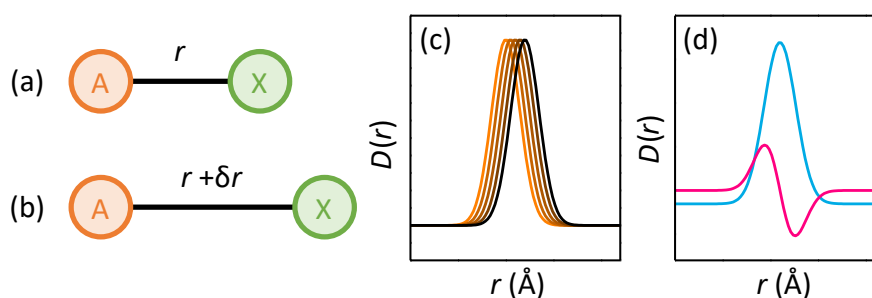 (a)
A
r
X
(b)
A
r +δr
X
(c)
D(r)
r (Å)
(d)
D(r)
r (Å)